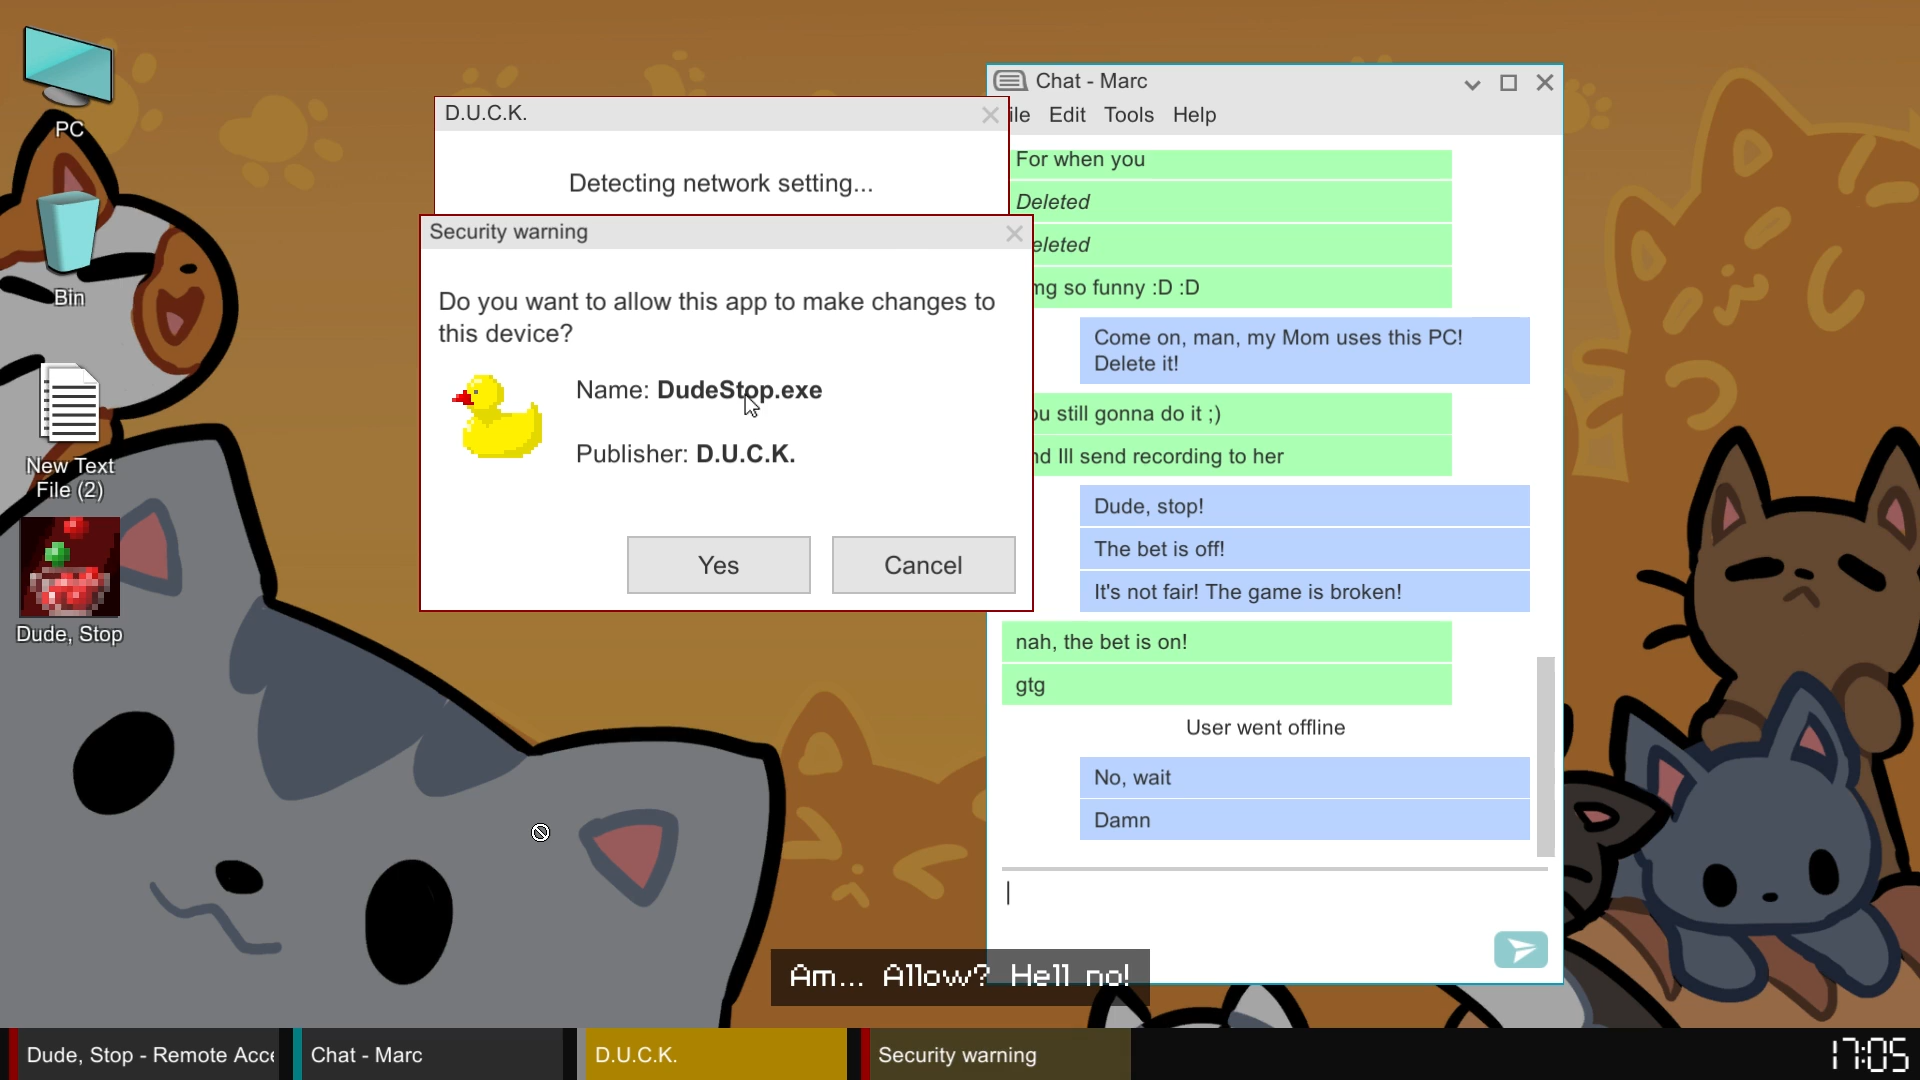 PC
Bin
New Text
File (2)
Dude, Stop
D.U.C.K.
Detecting network setting...
Security warning
Do you want to allow this app to make changes to
this device?
Name: DudeStop.exe
Publisher: D.U.C.K.
Yes
Cancel
Chat - Marc
ile Edit Tools Help
For when you
Deleted
eleted
mg so funny :D :D
Come on, man, my Mom uses this PC!
Delete it!
ou still gonna do it ;)
nd Ill send recording to her
Dude, stop!
The bet is off!
It's not fair! The game is broken!
nah, the bet is on!
gtg
User went offline
No, wait
Damn
Am... Allow? Hell no!
Dude, Stop - Remote Acce
Chat - Marc
D.U.C.K.
Security warning
17:05